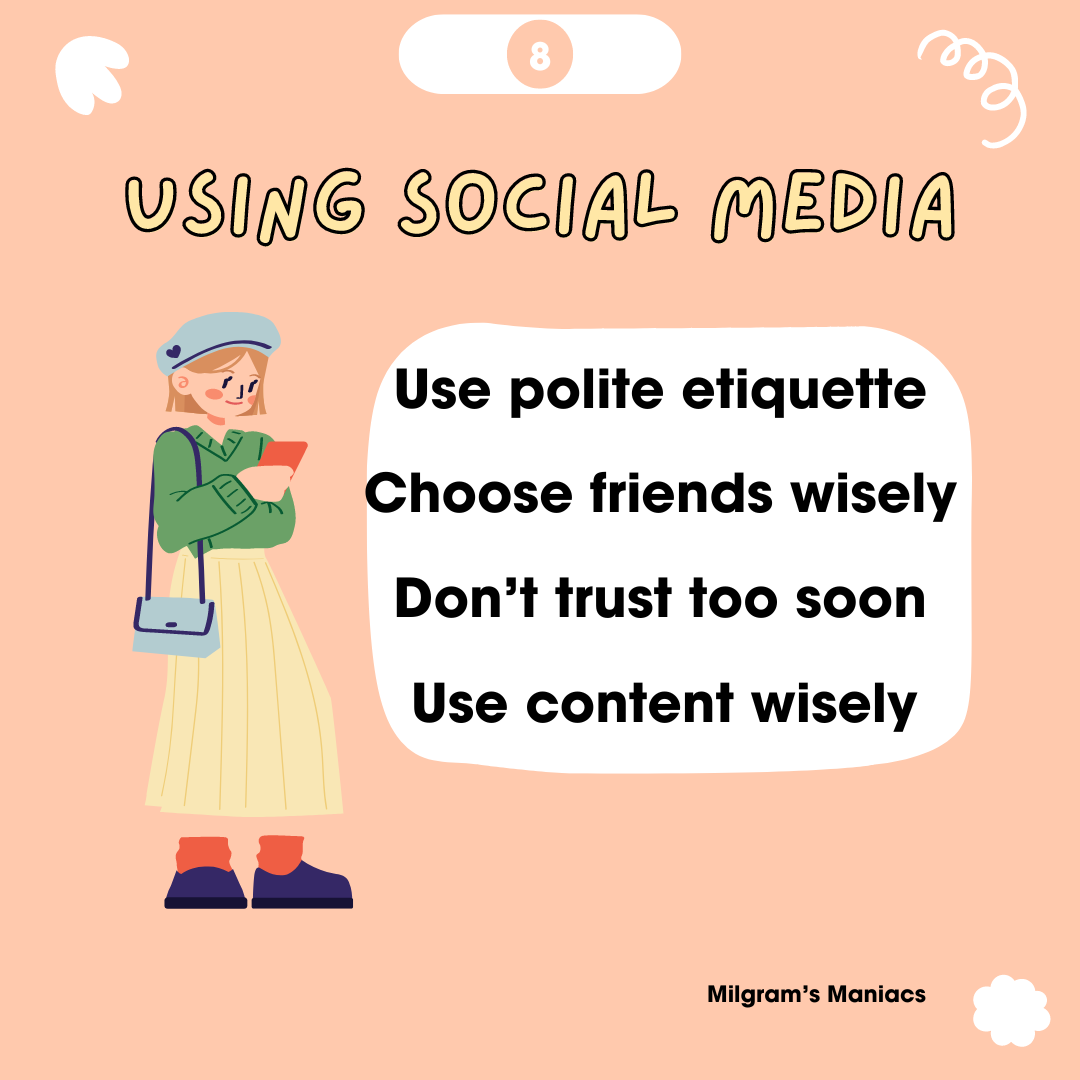 8
USING SOCIAL MEDIA
Use polite etiquette
Choose friends wisely
Don’t trust too soon
Use content wisely
Milgram’s Maniacs